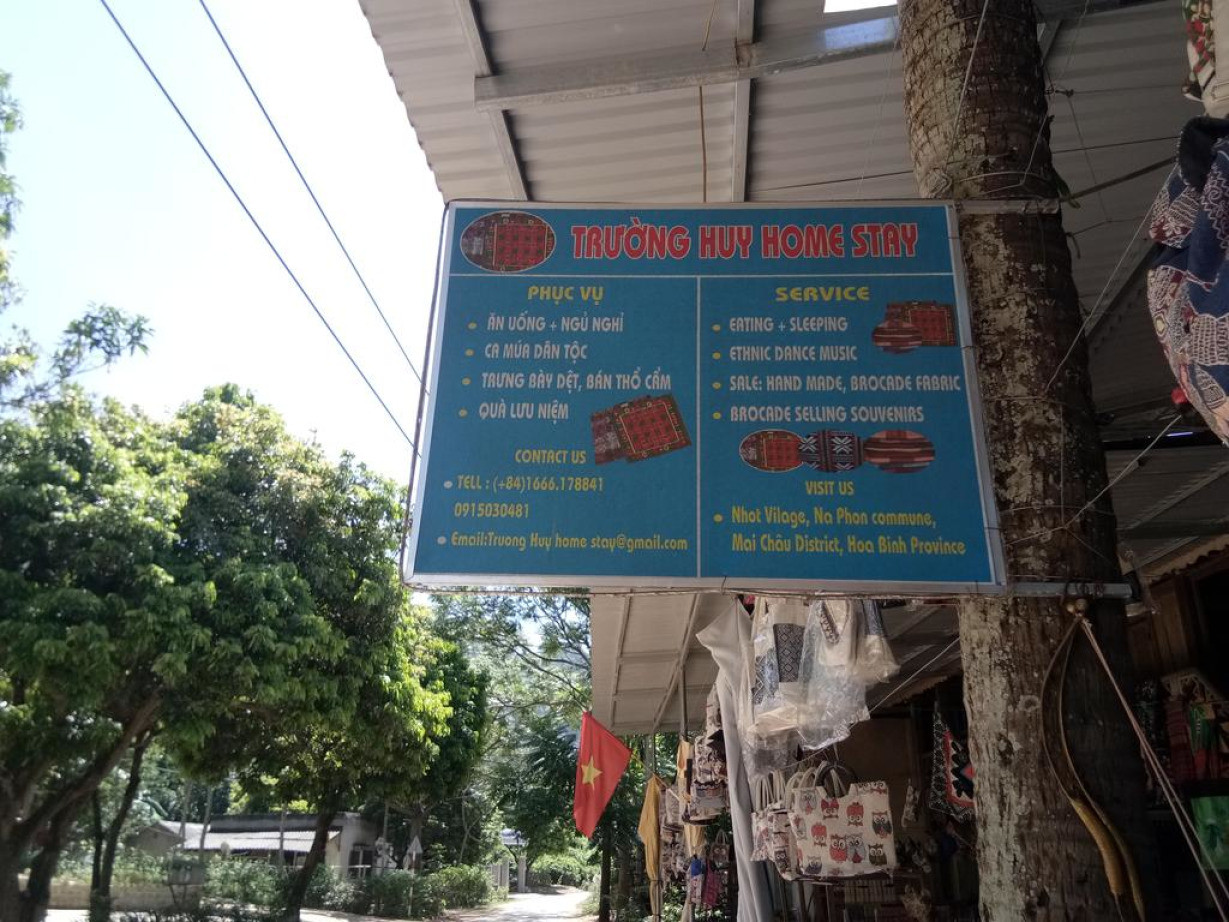 TRƯỜNG HUY HOME STAY
PHỤC VỤ
ĂN UỐNG + NGỦ NGHỈ
CA MÚA DÂN TỘC
TRƯNG BÀY DỆT, BÁN THỔ CẨM
QUÀ LƯU NIỆM
CONTACT US
TELL : (+84)1666.178841
0915030481
Email:Truong Huy home stay@gmail.com
SERVICE
EATING + SLEEPING
ETHNIC DANCE MUSIC
SALE: HAND MADE, BROCADE FABRIC
BROCADE SELLING SOUVENIRS
VISIT US
Nhot Vilage, Na Phon commune,
Mai Châu District, Hoa Binh Province